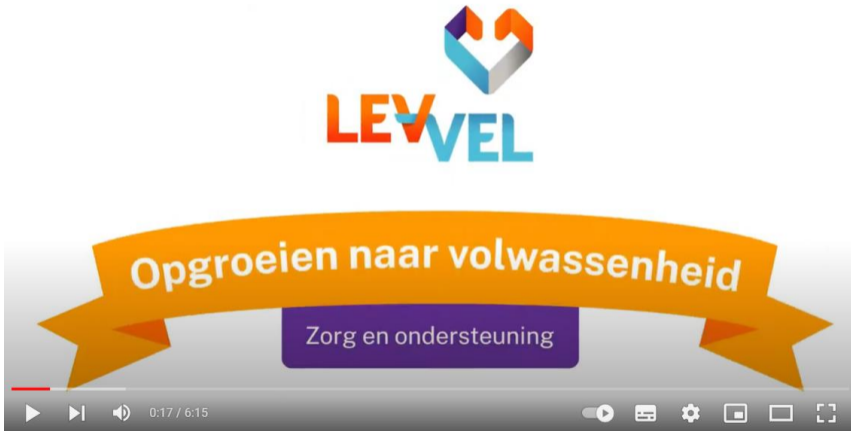 LEVVEL
Opgroeien naar volwassenheid
Zorg en ondersteuning
0:17 / 6:15